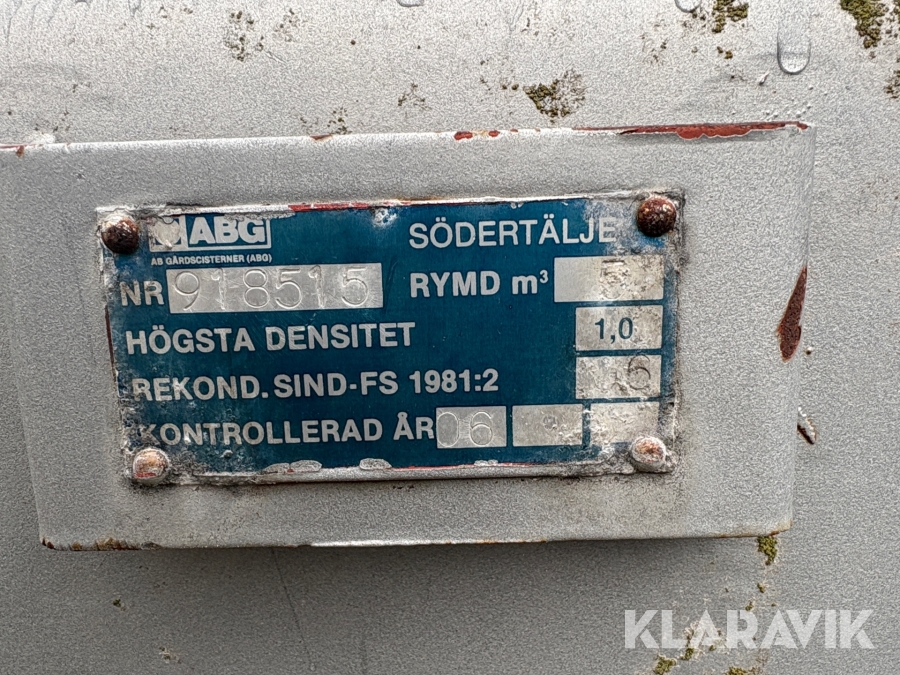 ABG SÖDERTÄLJE
AB GÅRDSCISTERNER (ABG)
NR 918515 RYMD m³ 5
HÖGSTA DENSITET 1,0
REKOND. SIND-FS 1981:2
KONTROLLERAD ÅR 06
KLARAVIK